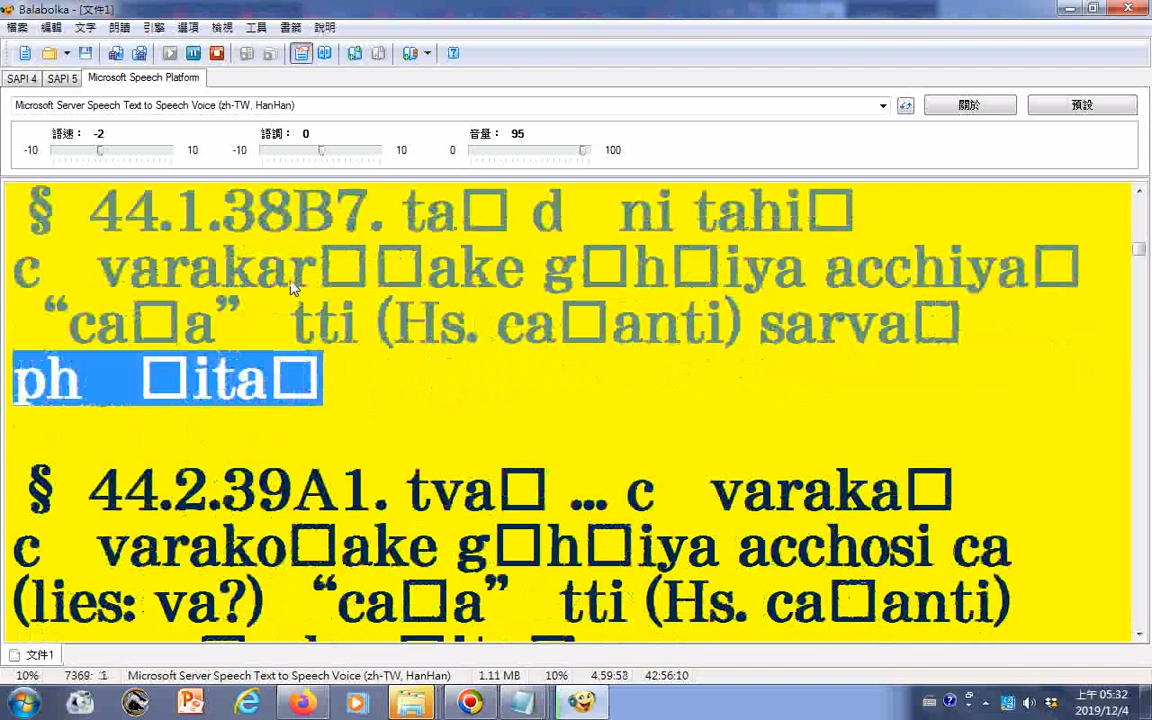 Balabolka - [文件1]
檔案 編輯 文字 朗讀 引擎 選項 檢視 工具 書籤 說明
SAPI 4 SAPI 5 Microsoft Speech Platform
Microsoft Server Speech Text to Speech Voice (zh-TW, HanHan) 關於 預設
語速： -2 語調： 0 音量： 95
-10 10 -10 10 0 100
§ 44.1.38B7. ta□ d ni tahi□
c varakar□□ake g□h□iya acchiya□
“ca□a” tti (Hs. ca□anti) sarva□
ph □ita□
§ 44.2.39A1. tva□ ... c varaka□
c varako□ake g□h□iya acchosi ca
(lies: va?) “ca□a” tti (Hs. ca□anti)
文件1
10% 7369: 1 Microsoft Server Speech Text to Speech Voice (zh-TW, HanHan) 1.11 MB 10% 4:59:53 42:56:10
上午 05:32
2019/12/4